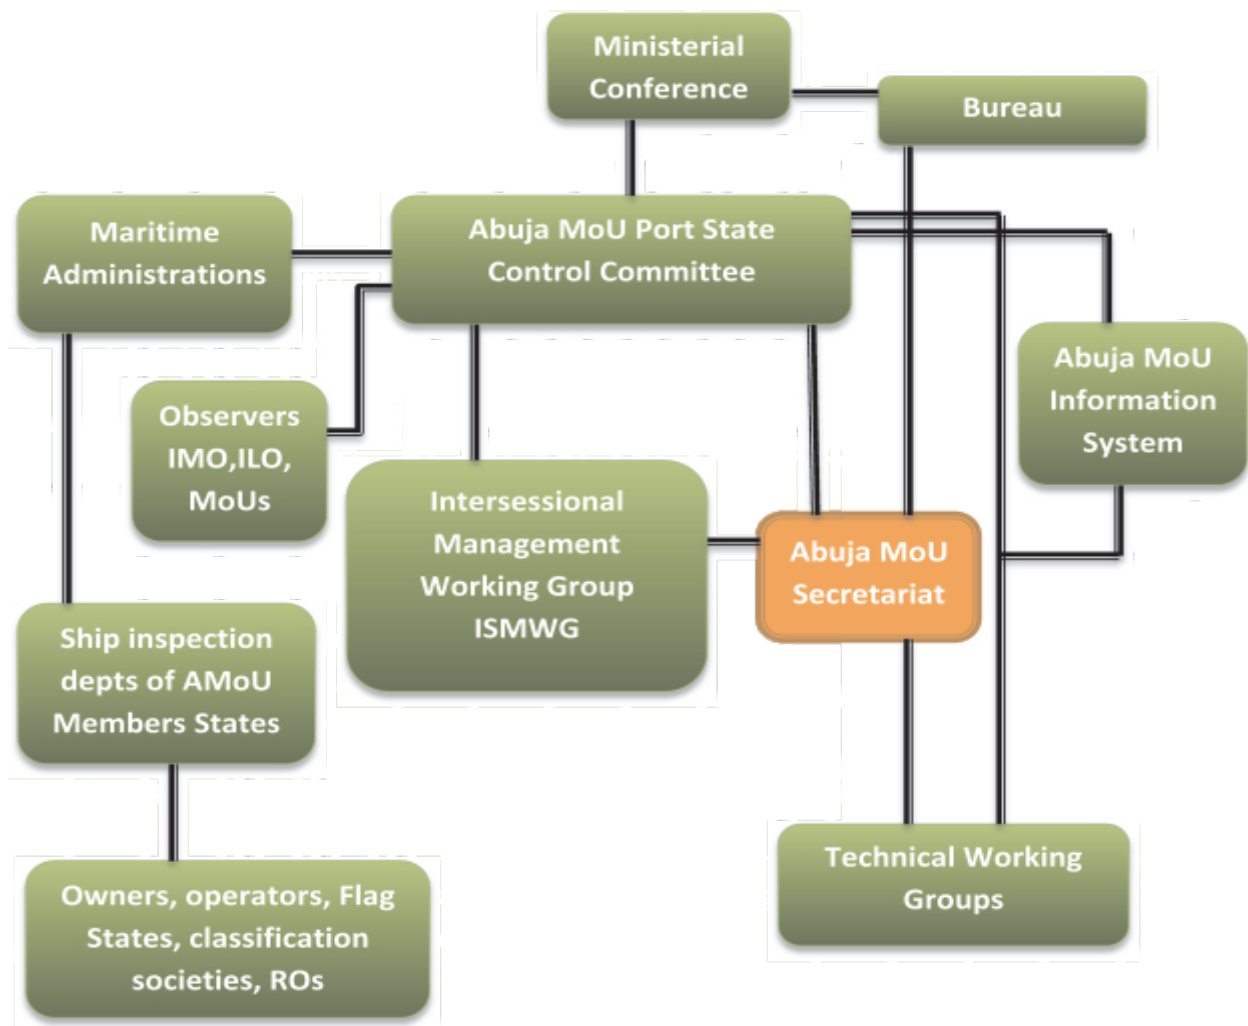 Ministerial
Conference
Bureau
Maritime
Administrations
Abuja MoU Port State
Control Committee
Abuja MoU
Information
System
Observers
IMO,ILO,
MoUs
Intersessional
Management
Working Group
ISMWG
Abuja MoU
Secretariat
Ship inspection
depts of AMoU
Members States
Technical Working
Groups
Owners, operators, Flag
States, classification
societies, ROs